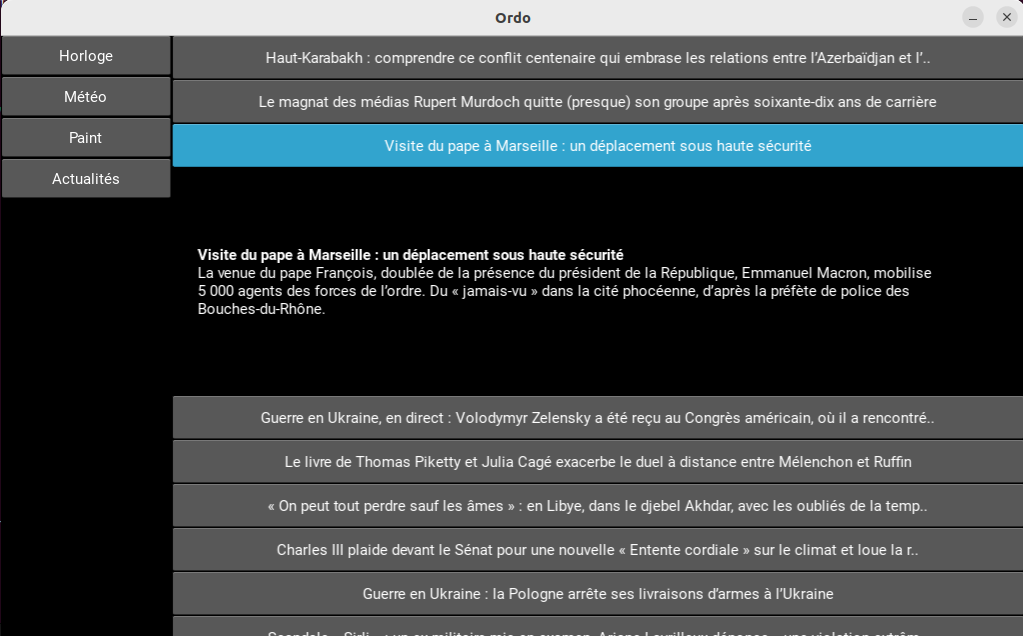 Ordo
Horloge
Météo
Paint
Actualités
Haut-Karabakh : comprendre ce conflit centenaire qui embrase les relations entre l’Azerbaïdjan et l’..
Le magnat des médias Rupert Murdoch quitte (presque) son groupe après soixante-dix ans de carrière
Visite du pape à Marseille : un déplacement sous haute sécurité
Visite du pape à Marseille : un déplacement sous haute sécurité
La venue du pape François, doublée de la présence du président de la République, Emmanuel Macron, mobilise
5 000 agents des forces de l’ordre. Du « jamais-vu » dans la cité phocéenne, d’après la préfète de police des
Bouches-du-Rhône.
Guerre en Ukraine, en direct : Volodymyr Zelensky a été reçu au Congrès américain, où il a rencontré..
Le livre de Thomas Piketty et Julia Cagé exacerbe le duel à distance entre Mélenchon et Ruffin
« On peut tout perdre sauf les âmes » : en Libye, dans le djebel Akhdar, avec les oubliés de la temp..
Charles III plaide devant le Sénat pour une nouvelle « Entente cordiale » sur le climat et loue la r..
Guerre en Ukraine : la Pologne arrête ses livraisons d’armes à l’Ukraine